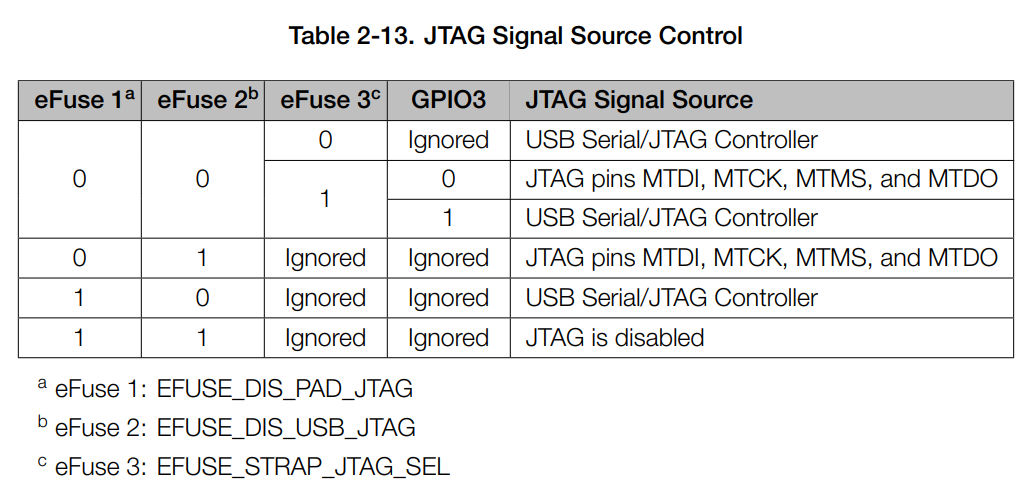 Table 2-13. JTAG Signal Source Control
eFuse 1a eFuse 2b eFuse 3c GPIO3 JTAG Signal Source
0 0 0 Ignored USB Serial/JTAG Controller
1 0 JTAG pins MTDI, MTCK, MTMS, and MTDO
1 USB Serial/JTAG Controller
0 1 Ignored Ignored JTAG pins MTDI, MTCK, MTMS, and MTDO
1 0 Ignored Ignored USB Serial/JTAG Controller
1 1 Ignored Ignored JTAG is disabled
a eFuse 1: EFUSE_DIS_PAD_JTAG
b eFuse 2: EFUSE_DIS_USB_JTAG
c eFuse 3: EFUSE_STRAP_JTAG_SEL